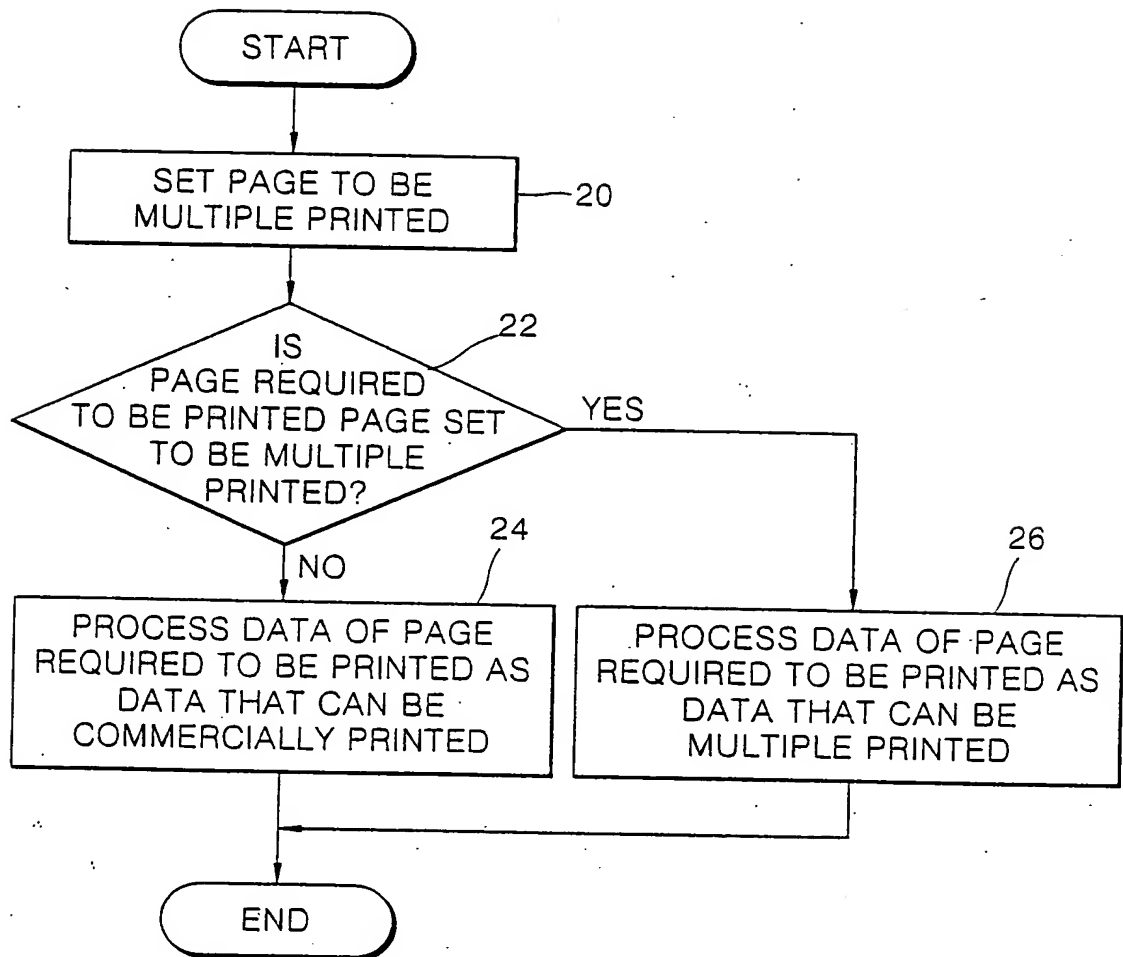 START
SET PAGE TO BE
MULTIPLE PRINTED
20
22
IS
PAGE REQUIRED
TO BE PRINTED PAGE SET
TO BE MULTIPLE
PRINTED?
YES
NO
24
PROCESS DATA OF PAGE
REQUIRED TO BE PRINTED AS
DATA THAT CAN BE
COMMERCIALLY PRINTED
26
PROCESS DATA OF PAGE
REQUIRED TO BE PRINTED AS
DATA THAT CAN BE
MULTIPLE PRINTED
END